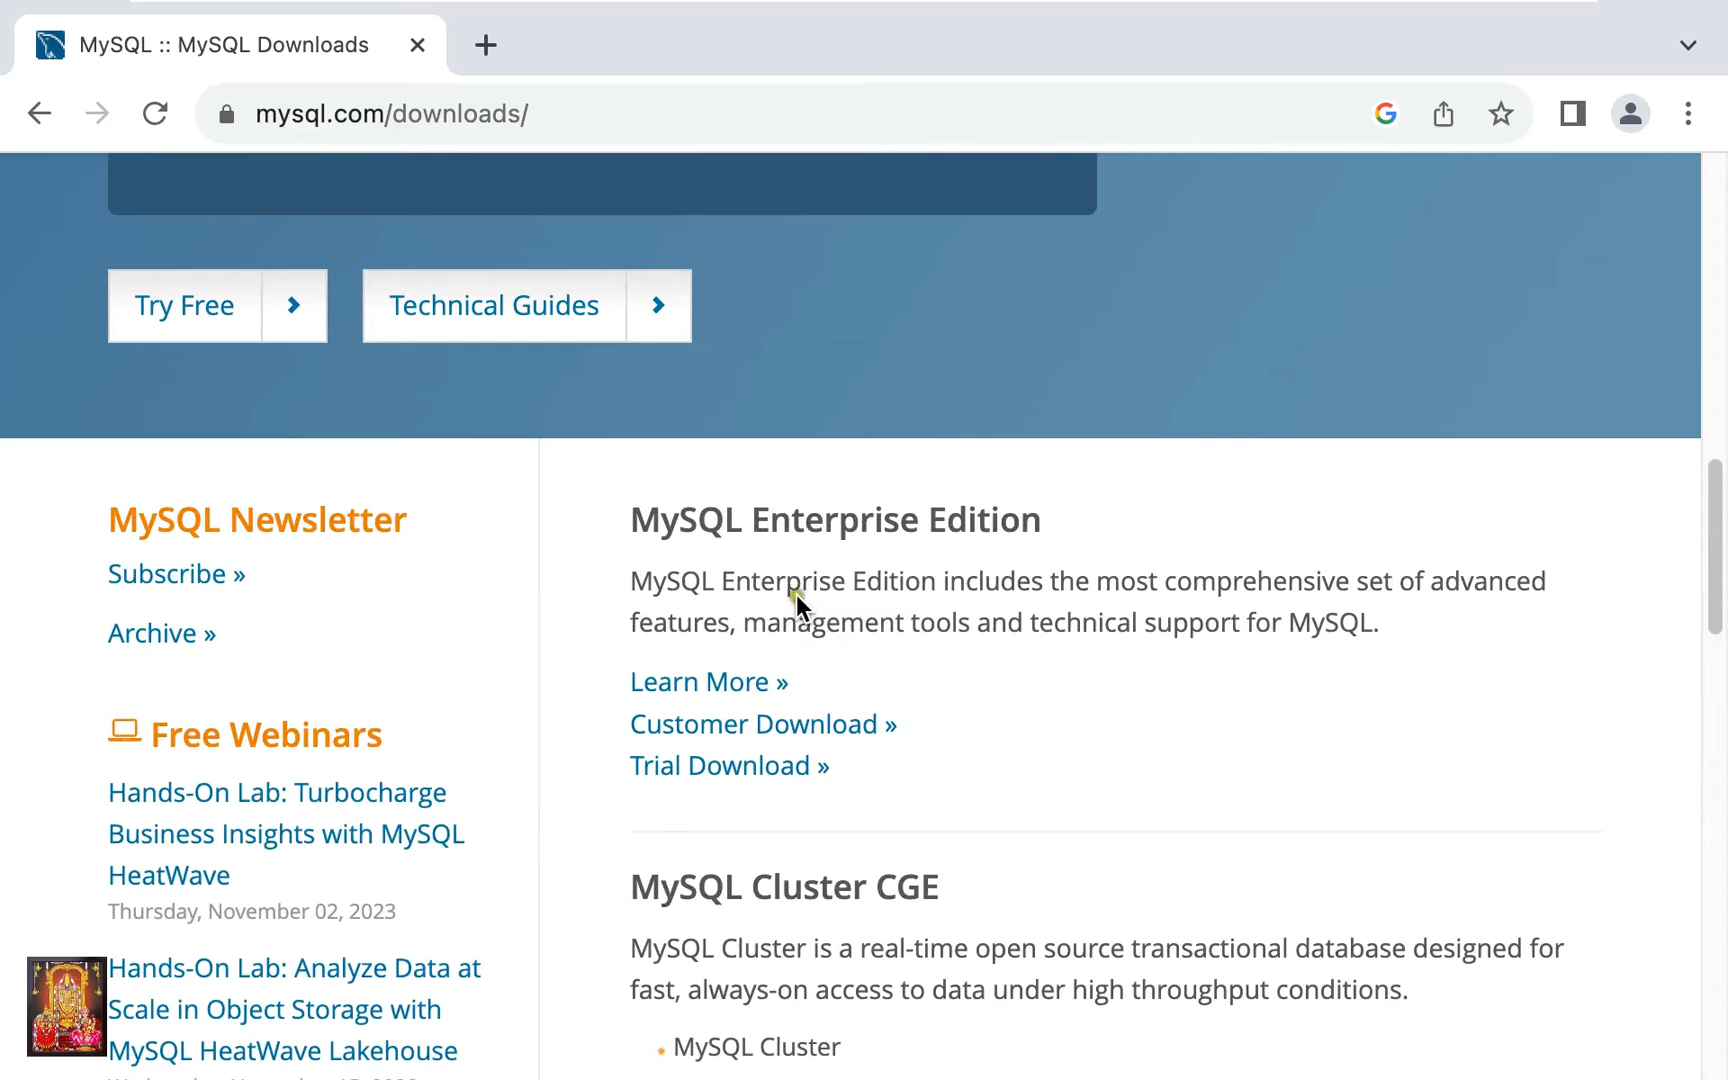 MySQL :: MySQL Downloads
mysql.com/downloads/
Try Free
Technical Guides
MySQL Newsletter
Subscribe »
Archive »
Free Webinars
Hands-On Lab: Turbocharge
Business Insights with MySQL
HeatWave
Thursday, November 02, 2023
Hands-On Lab: Analyze Data at
Scale in Object Storage with
MySQL HeatWave Lakehouse
MySQL Enterprise Edition
MySQL Enterprise Edition includes the most comprehensive set of advanced
features, management tools and technical support for MySQL.
Learn More »
Customer Download »
Trial Download »
MySQL Cluster CGE
MySQL Cluster is a real-time open source transactional database designed for
fast, always-on access to data under high throughput conditions.
MySQL Cluster